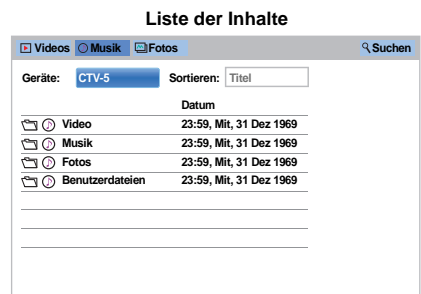 Liste der Inhalte
Videos Musik Fotos Suchen
Geräte: CTV-5 Sortieren: Titel
Datum
Video 23:59, Mit, 31 Dez 1969
Musik 23:59, Mit, 31 Dez 1969
Fotos 23:59, Mit, 31 Dez 1969
Benutzerdateien 23:59, Mit, 31 Dez 1969